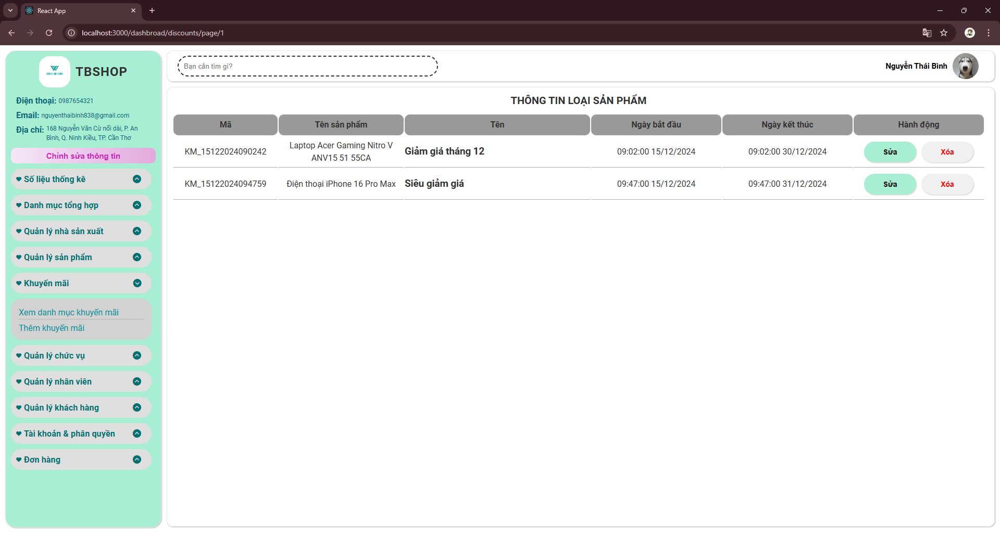 React App
localhost:3000/dashbroad/discounts/page/1
TBSHOP
Điện thoại: 0987654321
Email: nguyenthaibinh838@gmail.com
Địa chỉ: 168 Nguyễn Văn Cừ nối dài, P. An
Bình, Q. Ninh Kiều, TP. Cần Thơ
Chỉnh sửa thông tin
Số liệu thống kê
Danh mục tổng hợp
Quản lý nhà sản xuất
Quản lý sản phẩm
Khuyến mãi
Xem danh mục khuyến mãi
Thêm khuyến mãi
Quản lý chức vụ
Quản lý nhân viên
Quản lý khách hàng
Tài khoản & phân quyền
Đơn hàng
Bạn cần tìm gì?
Nguyễn Thái Bình
THÔNG TIN LOẠI SẢN PHẨM
Mã Tên sản phẩm Tên Ngày bắt đầu Ngày kết thúc Hành động
KM_15122024090242 Laptop Acer Gaming Nitro V
ANV15 51 55CA Giảm giá tháng 12 09:02:00 15/12/2024 09:02:00 30/12/2024 Sửa Xóa
KM_15122024094759 Điện thoại iPhone 16 Pro Max Siêu giảm giá 09:47:00 15/12/2024 09:47:00 31/12/2024 Sửa Xóa